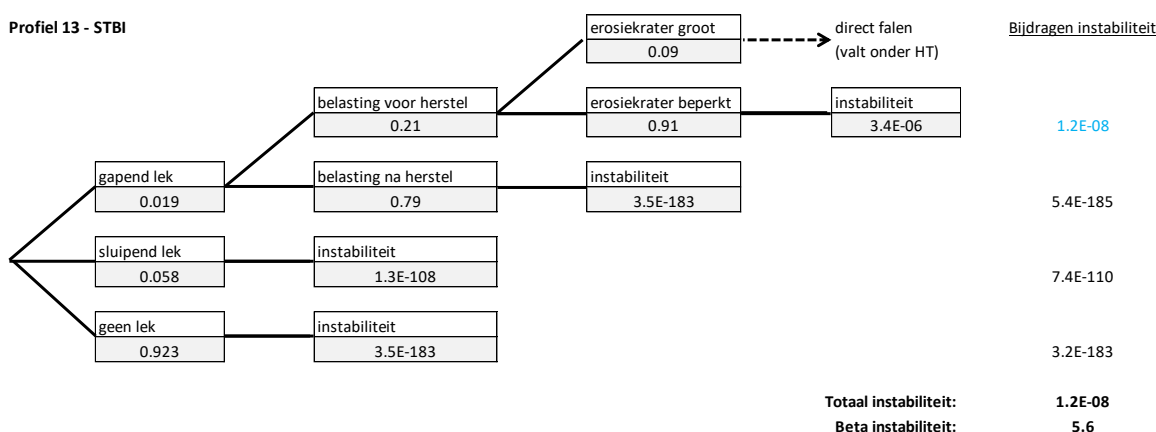 Profiel 13 - STBI
erosiekrater groot
0.09
direct falen
(valt onder HT)
Bijdragen instabiliteit
belasting voor herstel
0.21
erosiekrater beperkt
0.91
instabiliteit
3.4E-06
1.2E-08
gapend lek
0.019
belasting na herstel
0.79
instabiliteit
3.5E-183
5.4E-185
sluipend lek
0.058
instabiliteit
1.3E-108
7.4E-110
geen lek
0.923
instabiliteit
3.5E-183
3.2E-183
Totaal instabiliteit: 1.2E-08
Beta instabiliteit: 5.6